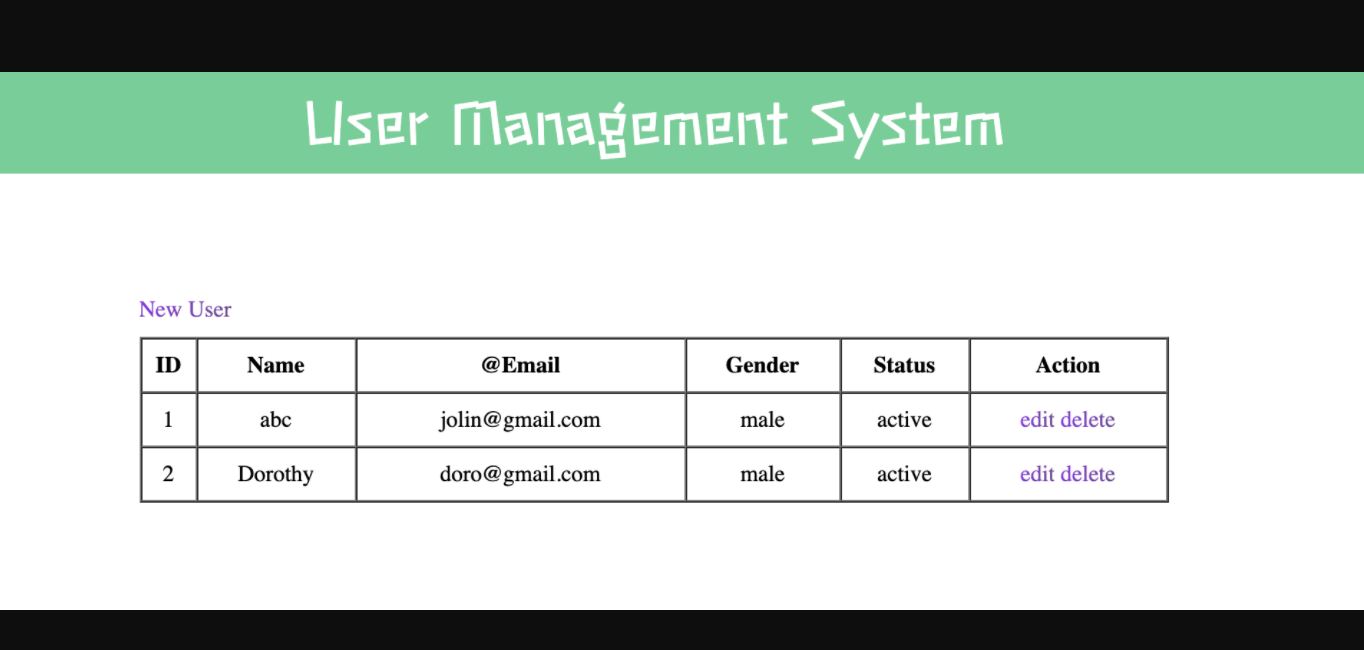 User Management System
New User
ID Name @Email Gender Status Action
1 abc jolin@gmail.com male active edit delete
2 Dorothy doro@gmail.com male active edit delete